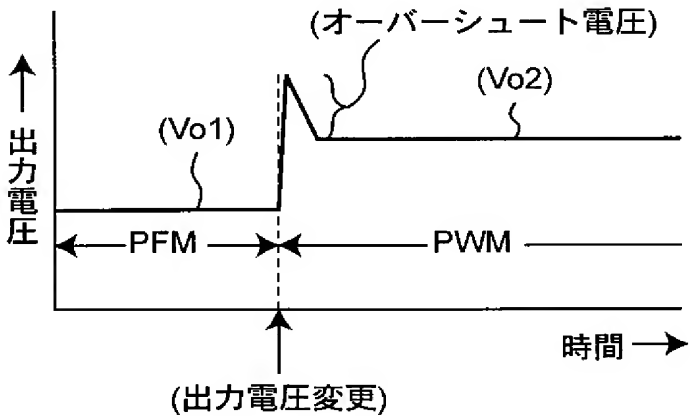 (オーバーシュート電圧)
(Vo2)
(Vo1)
出力電圧
PFM
PWM
時間
(出力電圧変更)